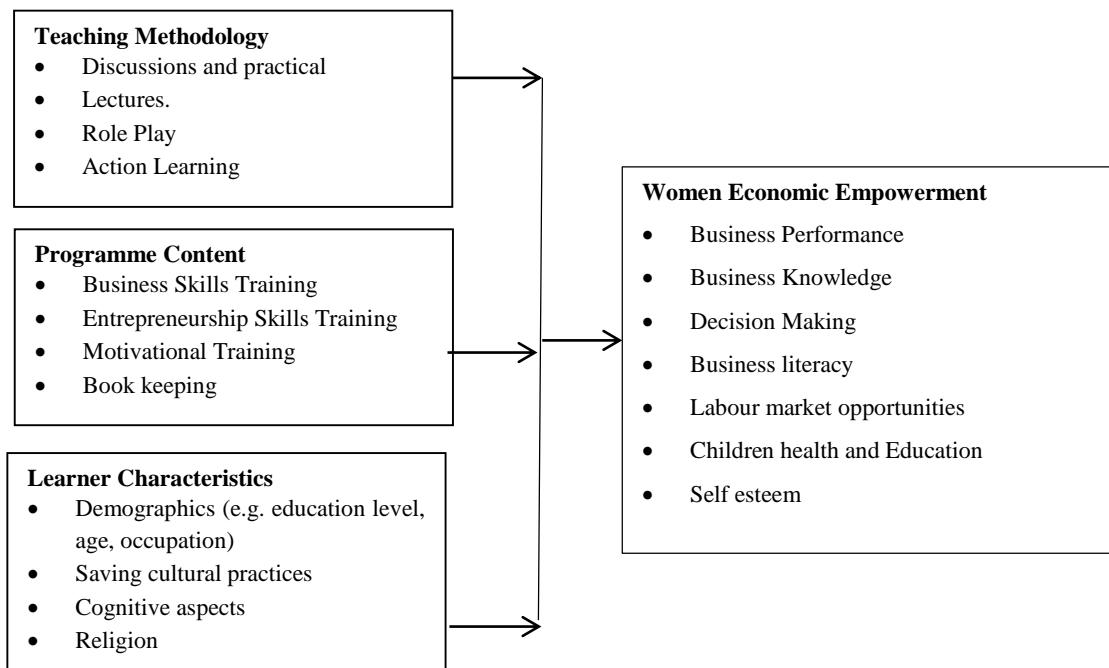 Teaching Methodology
• Discussions and practical
• Lectures.
• Role Play
• Action Learning
Programme Content
• Business Skills Training
• Entrepreneurship Skills Training
• Motivational Training
• Book keeping
Learner Characteristics
• Demographics (e.g. education level,
age, occupation)
• Saving cultural practices
• Cognitive aspects
• Religion
Women Economic Empowerment
• Business Performance
• Business Knowledge
• Decision Making
• Business literacy
• Labour market opportunities
• Children health and Education
• Self esteem